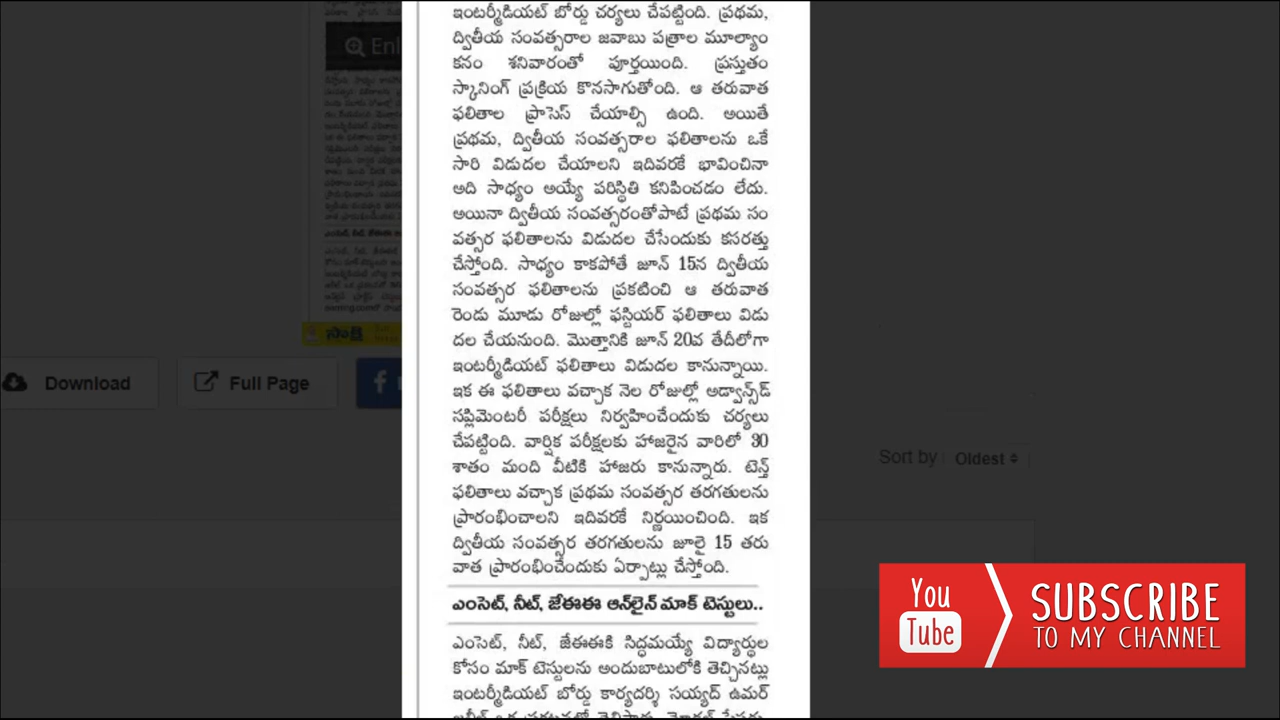 Enl
ఇంటర్మీడియట్ బోర్డు చర్యలు చేపట్టింది. ప్రథమ,
ద్వితీయ సంవత్సరాల జవాబు పత్రాల మూల్యాం
కనం శనివారంతో పూర్తయింది. ప్రస్తుతం
స్కానింగ్ ప్రక్రియ కొనసాగుతోంది. ఆ తరువాత
ఫలితాల ప్రాసెస్ చేయాల్సి ఉంది. అయితే
ప్రథమ, ద్వితీయ సంవత్సరాల ఫలితాలను ఒకే
సారి విడుదల చేయాలని ఇదివరకే భావించినా
అది సాధ్యం అయ్యే పరిస్థితి కనిపించడం లేదు.
అయినా ద్వితీయ సంవత్సరంతోపాటే ప్రథమ సం
వత్సర ఫలితాలను విడుదల చేసేందుకు కసరత్తు
చేస్తోంది. సాధ్యం కాకపోతే జూన్ 15న ద్వితీయ
సంవత్సర ఫలితాలను ప్రకటించి ఆ తరువాత
రెండు మూడు రోజుల్లో ఫస్టియర్ ఫలితాలు విడు
దల చేయనుంది. మొత్తానికి జూన్ 20వ తేదీలోగా
ఇంటర్మీడియట్ ఫలితాలు విడుదల కానున్నాయి.
ఇక ఈ ఫలితాలు వచ్చాక నెల రోజుల్లో అడ్వాన్స్‌డ్
సప్లిమెంటరీ పరీక్షలు నిర్వహించేందుకు చర్యలు
చేపట్టింది. వార్షిక పరీక్షలకు హాజరైన వారిలో 30
శాతం మంది వీటికి హాజరు కానున్నారు. టెన్త్
ఫలితాలు వచ్చాక ప్రథమ సంవత్సర తరగతులను
ప్రారంభించాలని ఇదివరకే నిర్ణయించింది. ఇక
ద్వితీయ సంవత్సర తరగతులను జూలై 15 తరు
వాత ప్రారంభించేందుకు ఏర్పాట్లు చేస్తోంది.
ఎంసెట్, నీట్, జేఈఈ ఆన్‌లైన్ మాక్ టెస్టులు..
ఎంసెట్, నీట్, జేఈఈకి సిద్ధమయ్యే విద్యార్థుల
కోసం మాక్ టెస్టులను అందుబాటులోకి తెచ్చినట్లు
ఇంటర్మీడియట్ బోర్డు కార్యదర్శి సయ్యద్ ఉమర్
సాక్షి
Download
Full Page
Sort by Oldest
You
Tube
SUBSCRIBE
TO MY CHANNEL